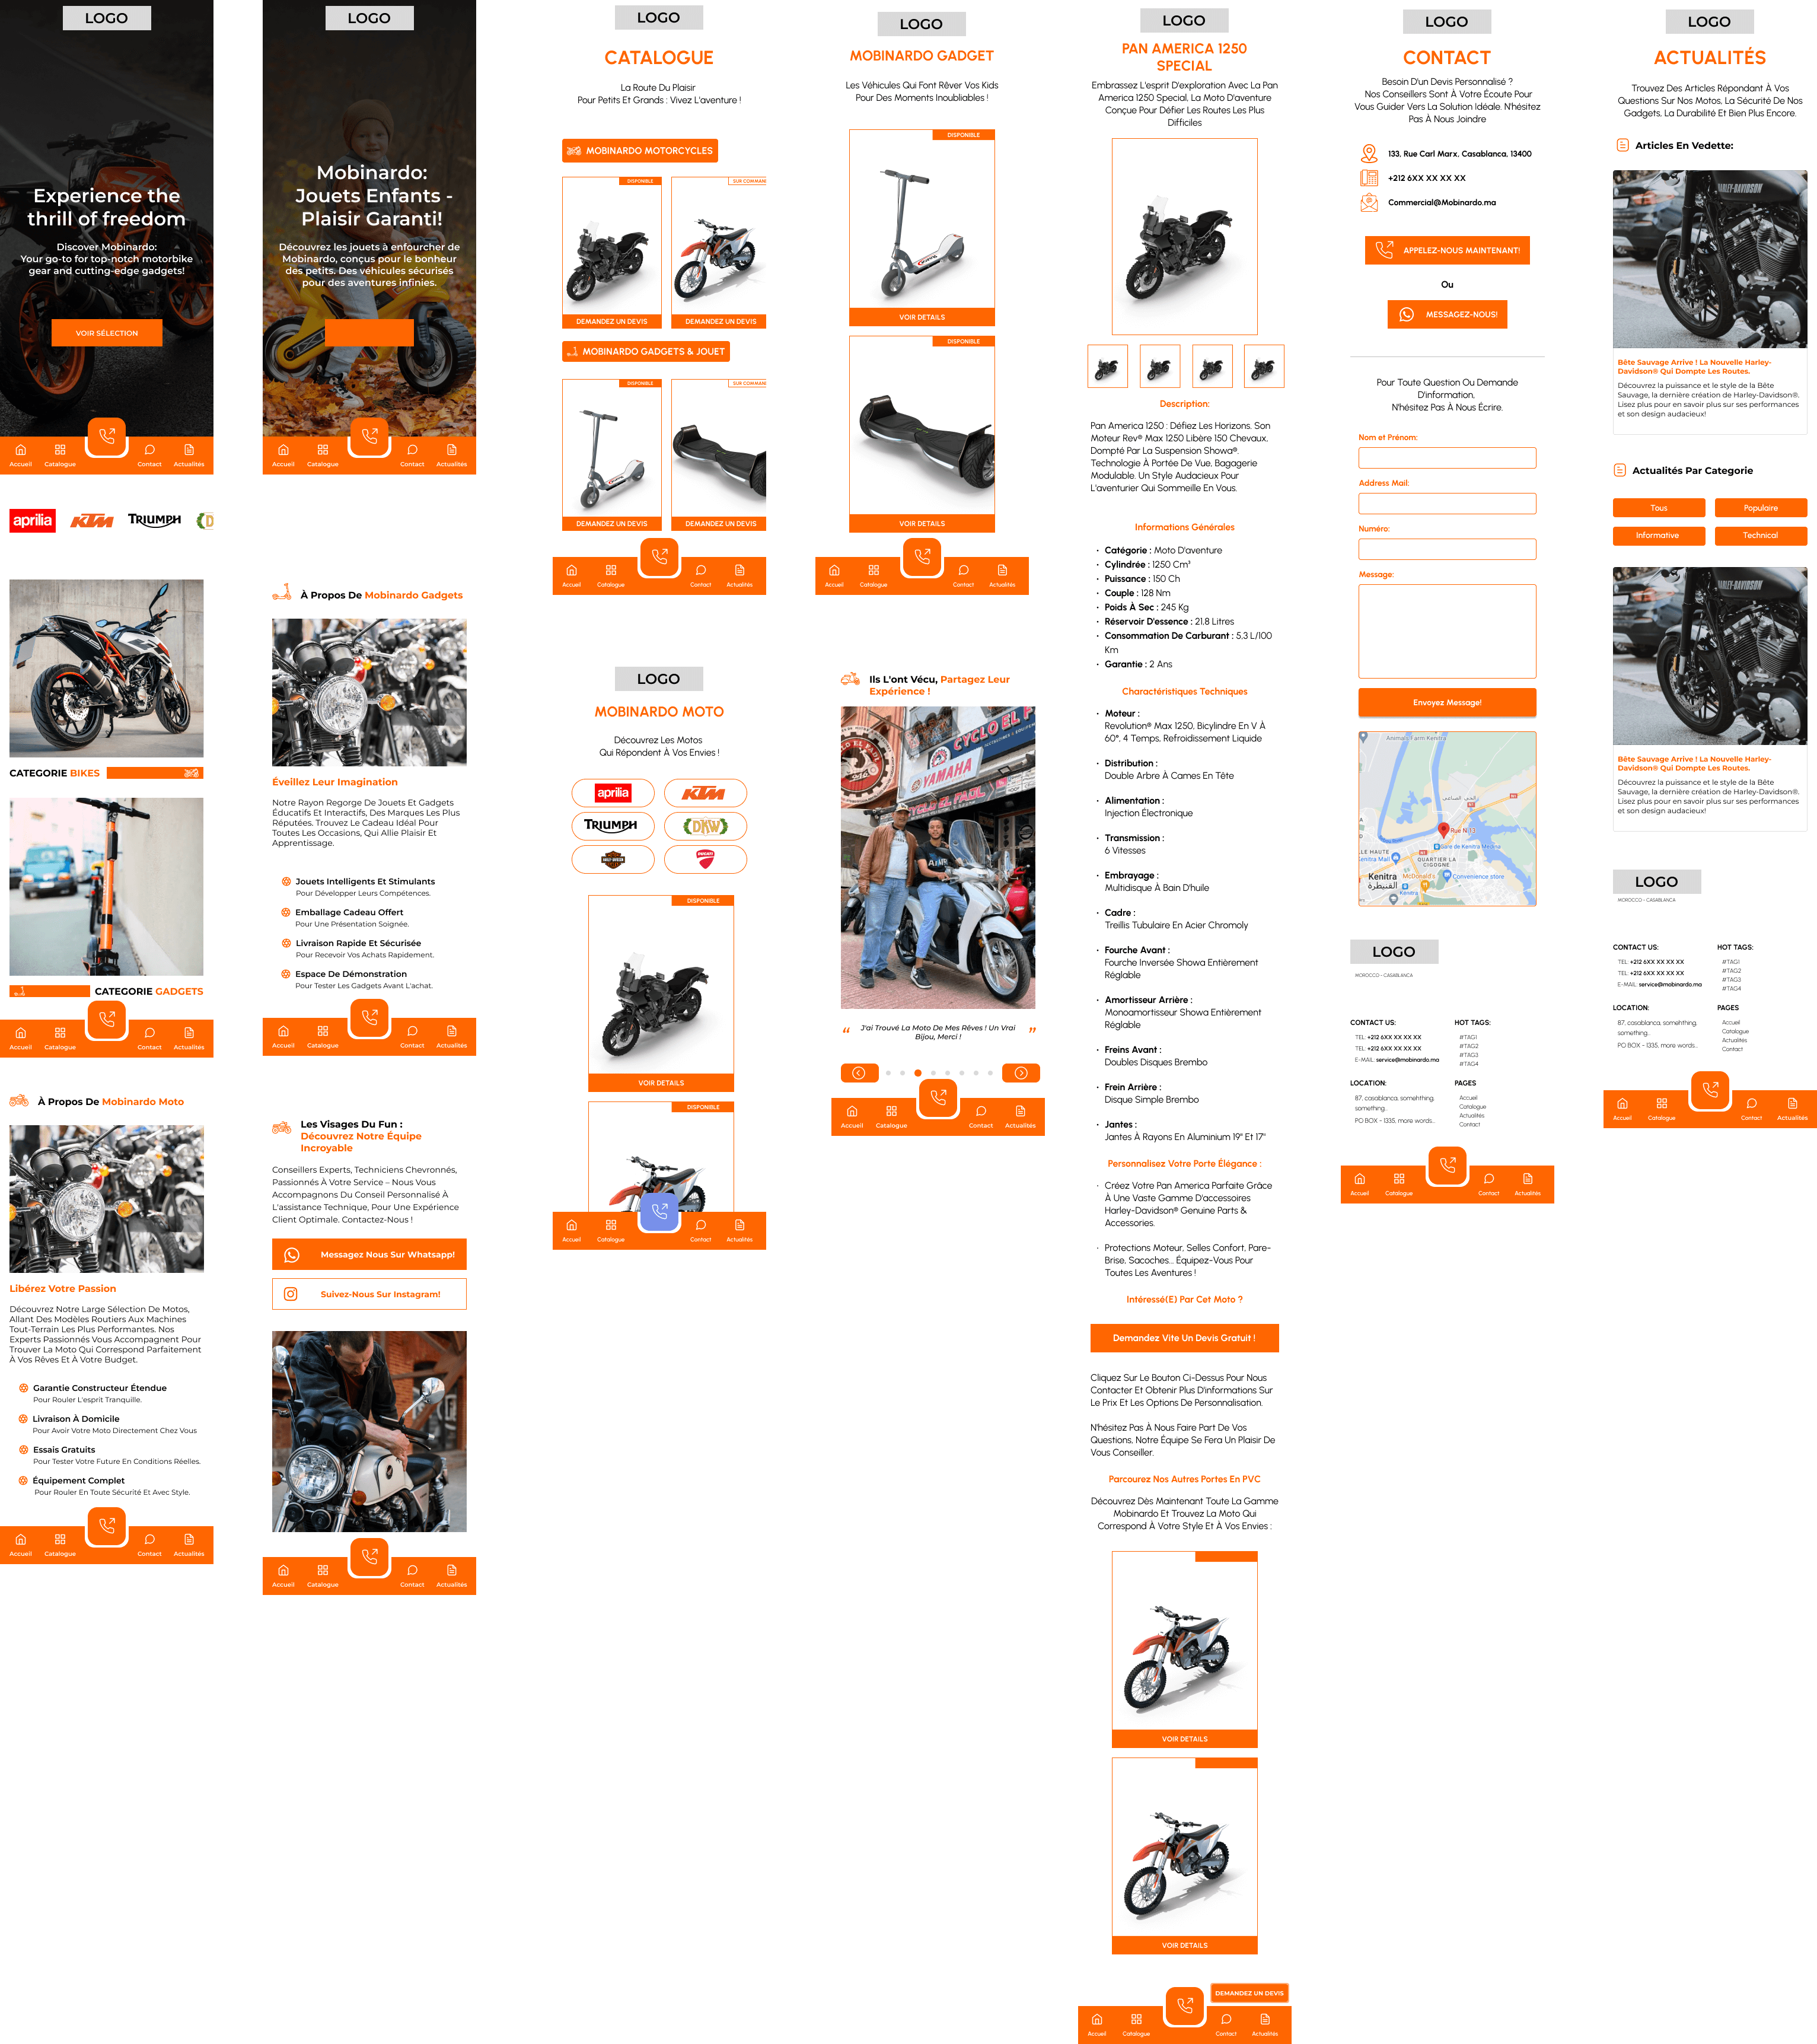 LOGO
Experience the
thrill of freedom
Discover Mobinardo:
Your go-to for top-notch motorbike
gear and cutting-edge gadgets!
VOIR SÉLECTION
Accueil
Catalogue
Contact
Actualités
aprilia
KTM
TRIUMPH
D
CATEGORIE BIKES
CATEGORIE GADGETS
Accueil
Catalogue
Contact
Actualités
À Propos De Mobinardo Moto
Libérez Votre Passion
Découvrez Notre Large Sélection De Motos,
Allant Des Modèles Routiers Aux Machines
Tout-Terrain Les Plus Performantes. Nos
Experts Passionnés Vous Accompagnent Pour
Trouver La Moto Qui Correspond Parfaitement
À Vos Rêves Et À Votre Budget.
Garantie Constructeur Étendue
Pour Rouler L'esprit Tranquille.
Livraison À Domicile
Pour Avoir Votre Moto Directement Chez Vous
Essais Gratuits
Pour Tester Votre Future En Conditions Réelles.
Équipement Complet
Pour Rouler En Toute Sécurité Et Avec Style.
Accueil
Catalogue
Contact
Actualités
LOGO
Mobinardo:
Jouets Enfants -
Plaisir Garanti!
Découvrez les jouets à enfourcher de
Mobinardo, conçus pour le bonheur
des petits. Des véhicules sécurisés
pour des aventures infinies.
Accueil
Catalogue
Contact
Actualités
À Propos De Mobinardo Gadgets
Éveillez Leur Imagination
Notre Rayon Regorge De Jouets Et Gadgets
Éducatifs Et Interactifs, Des Marques Les Plus
Réputées. Trouvez Le Cadeau Idéal Pour
Toutes Les Occasions, Qui Allie Plaisir Et
Apprentissage.
Jouets Intelligents Et Stimulants
Pour Développer Leurs Compétences.
Emballage Cadeau Offert
Pour Une Présentation Soignée.
Livraison Rapide Et Sécurisée
Pour Recevoir Vos Achats Rapidement.
Espace De Démonstration
Pour Tester Les Gadgets Avant L'achat.
Accueil
Catalogue
Contact
Actualités
Les Visages Du Fun :
Découvrez Notre Équipe
Incroyable
Conseillers Experts, Techniciens Chevronnés,
Passionnés À Votre Service – Nous Vous
Accompagnons Du Conseil Personnalisé À
L'assistance Technique, Pour Une Expérience
Client Optimale. Contactez-Nous !
Messagez Nous Sur Whatsapp!
Suivez-Nous Sur Instagram!
Accueil
Catalogue
Contact
Actualités
LOGO
CATALOGUE
La Route Du Plaisir
Pour Petits Et Grands : Vivez L'aventure !
MOBINARDO MOTORCYCLES
DISPONIBLE
DEMANDEZ UN DEVIS
SUR COMMAN
DEMANDEZ UN DEVIS
MOBINARDO GADGETS & JOUET
DISPONIBLE
DEMANDEZ UN DEVIS
SUR COMMAN
DEMANDEZ UN DEVIS
Accueil
Catalogue
Contact
Actualités
LOGO
MOBINARDO MOTO
Découvrez Les Motos
Qui Répondent À Vos Envies !
aprilia
KTM
TRIUMPH
DKW
HARLEY-DAVIDSON
DUCATI
DISPONIBLE
VOIR DETAILS
DISPONIBLE
Accueil
Catalogue
Contact
Actualités
LOGO
MOBINARDO GADGET
Les Véhicules Qui Font Rêver Vos Kids
Pour Des Moments Inoubliables !
DISPONIBLE
VOIR DETAILS
DISPONIBLE
VOIR DETAILS
Accueil
Catalogue
Contact
Actualités
Ils L'ont Vécu, Partagez Leur
Expérience !
CYCLO EL F
YAMAHA
CYCLO EL FADIL
“ J'ai Trouvé La Moto De Mes Rêves ! Un Vrai ”
Bijou, Merci !
Accueil
Catalogue
Contact
Actualités
LOGO
PAN AMERICA 1250
SPECIAL
Embrassez L'esprit D'exploration Avec La Pan
America 1250 Special, La Moto D'aventure
Conçue Pour Défier Les Routes Les Plus
Difficiles
Description:
Pan America 1250 : Défiez Les Horizons. Son
Moteur Rev® Max 1250 Libère 150 Chevaux,
Dompté Par La Suspension Showa®.
Technologie À Portée De Vue, Bagagerie
Modulable. Un Style Audacieux Pour
L'aventurier Qui Sommeille En Vous.
Informations Générales
• Catégorie : Moto D'aventure
• Cylindrée : 1250 Cm³
• Puissance : 150 Ch
• Couple : 128 Nm
• Poids À Sec : 245 Kg
• Réservoir D'essence : 21,8 Litres
• Consommation De Carburant : 5,3 L/100
Km
• Garantie : 2 Ans
Charactéristiques Techniques
• Moteur :
Revolution® Max 1250, Bicylindre En V À
60°, 4 Temps, Refroidissement Liquide
• Distribution :
Double Arbre À Cames En Tête
• Alimentation :
Injection Électronique
• Transmission :
6 Vitesses
• Embrayage :
Multidisque À Bain D'huile
• Cadre :
Treillis Tubulaire En Acier Chromoly
• Fourche Avant :
Fourche Inversée Showa Entièrement
Réglable
• Amortisseur Arrière :
Monoamortisseur Showa Entièrement
Réglable
• Freins Avant :
Doubles Disques Brembo
• Frein Arrière :
Disque Simple Brembo
• Jantes :
Jantes À Rayons En Aluminium 19" Et 17"
Personnalisez Votre Porte Élégance :
• Créez Votre Pan America Parfaite Grâce
À Une Vaste Gamme D'accessoires
Harley-Davidson® Genuine Parts &
Accessories.
• Protections Moteur, Selles Confort, Pare-
Brise, Sacoches... Équipez-Vous Pour
Toutes Les Aventures !
Intéressé(E) Par Cet Moto ?
Demandez Vite Un Devis Gratuit !
Cliquez Sur Le Bouton Ci-Dessus Pour Nous
Contacter Et Obtenir Plus D'informations Sur
Le Prix Et Les Options De Personnalisation.
N'hésitez Pas À Nous Faire Part De Vos
Questions, Notre Équipe Se Fera Un Plaisir De
Vous Conseiller.
Parcourez Nos Autres Portes En PVC
Découvrez Dès Maintenant Toute La Gamme
Mobinardo Et Trouvez La Moto Qui
Correspond À Votre Style Et À Vos Envies :
VOIR DETAILS
VOIR DETAILS
DEMANDEZ UN DEVIS
Accueil
Catalogue
Contact
Actualités
LOGO
CONTACT
Besoin D'un Devis Personnalisé ?
Nos Conseillers Sont À Votre Écoute Pour
Vous Guider Vers La Solution Idéale. N'hésitez
Pas À Nous Joindre
133, Rue Carl Marx, Casablanca, 13400
+212 6XX XX XX XX
Commercial@Mobinardo.ma
APPELEZ-NOUS MAINTENANT!
Ou
MESSAGEZ-NOUS!
Pour Toute Question Ou Demande
D'information,
N'hésitez Pas À Nous Écrire.
Nom et Prénom:
Address Mail:
Numéro:
Message:
Envoyez Message!
Animals Farm Kenitra
Rue N 13
Gare de Kenitra Medina
LLE HAUTE
Kenitra Mall
QUARTIER LA
CIGOGNE
McDonald's
Convenience store
Kenitra
القنيطرة
Kenitra
LOGO
MOROCCO - CASABLANCA
CONTACT US:
TEL: +212 6XX XX XX XX
TEL: +212 6XX XX XX XX
E-MAIL: service@mobinardo.ma
HOT TAGS:
#TAG1
#TAG2
#TAG3
#TAG4
LOCATION:
87, casablanca, somehthing,
something..
PO BOX - 1335, more words..
PAGES
Accueil
Catalogue
Actualités
Contact
Accueil
Catalogue
Contact
Actualités
LOGO
ACTUALITÉS
Trouvez Des Articles Répondant À Vos
Questions Sur Nos Motos, La Sécurité De Nos
Gadgets, La Durabilité Et Bien Plus Encore.
Articles En Vedette:
HARLEY-DAVIDSON
Bête Sauvage Arrive ! La Nouvelle Harley-
Davidson® Qui Dompte Les Routes.
Découvrez la puissance et le style de la Bête
Sauvage, la dernière création de Harley-Davidson®.
Lisez plus pour en savoir plus sur ses performances
et son design audacieux!
Actualités Par Categorie
Tous
Populaire
Informative
Technical
HARLEY-DAVIDSON
Bête Sauvage Arrive ! La Nouvelle Harley-
Davidson® Qui Dompte Les Routes.
Découvrez la puissance et le style de la Bête
Sauvage, la dernière création de Harley-Davidson®.
Lisez plus pour en savoir plus sur ses performances
et son design audacieux!
LOGO
MOROCCO - CASABLANCA
CONTACT US:
TEL: +212 6XX XX XX XX
TEL: +212 6XX XX XX XX
E-MAIL: service@mobinardo.ma
HOT TAGS:
#TAG1
#TAG2
#TAG3
#TAG4
LOCATION:
87, casablanca, somehthing,
something..
PO BOX - 1335, more words..
PAGES
Accueil
Catalogue
Actualités
Contact
Accueil
Catalogue
Contact
Actualités